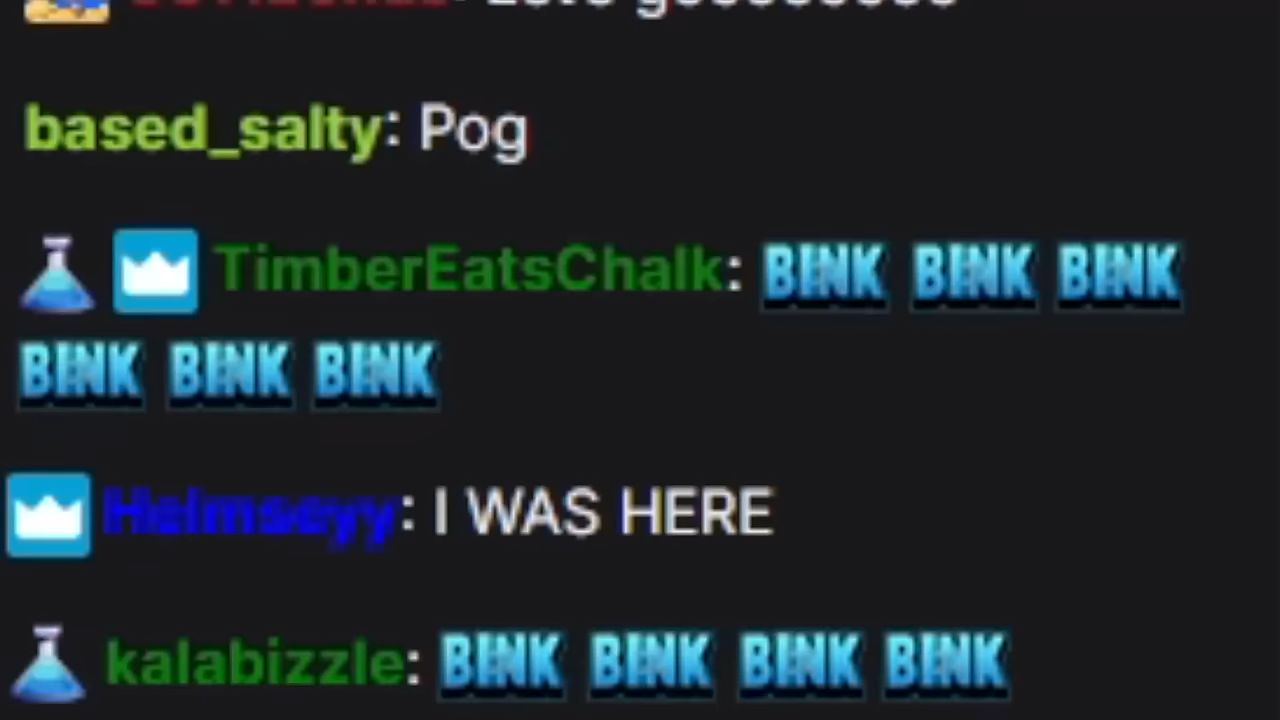 based_salty: Pog
TimberEatsChalk: BINK BINK BINK
BINK BINK BINK
Helmseyy: I WAS HERE
kalabizzle: BINK BINK BINK BINK